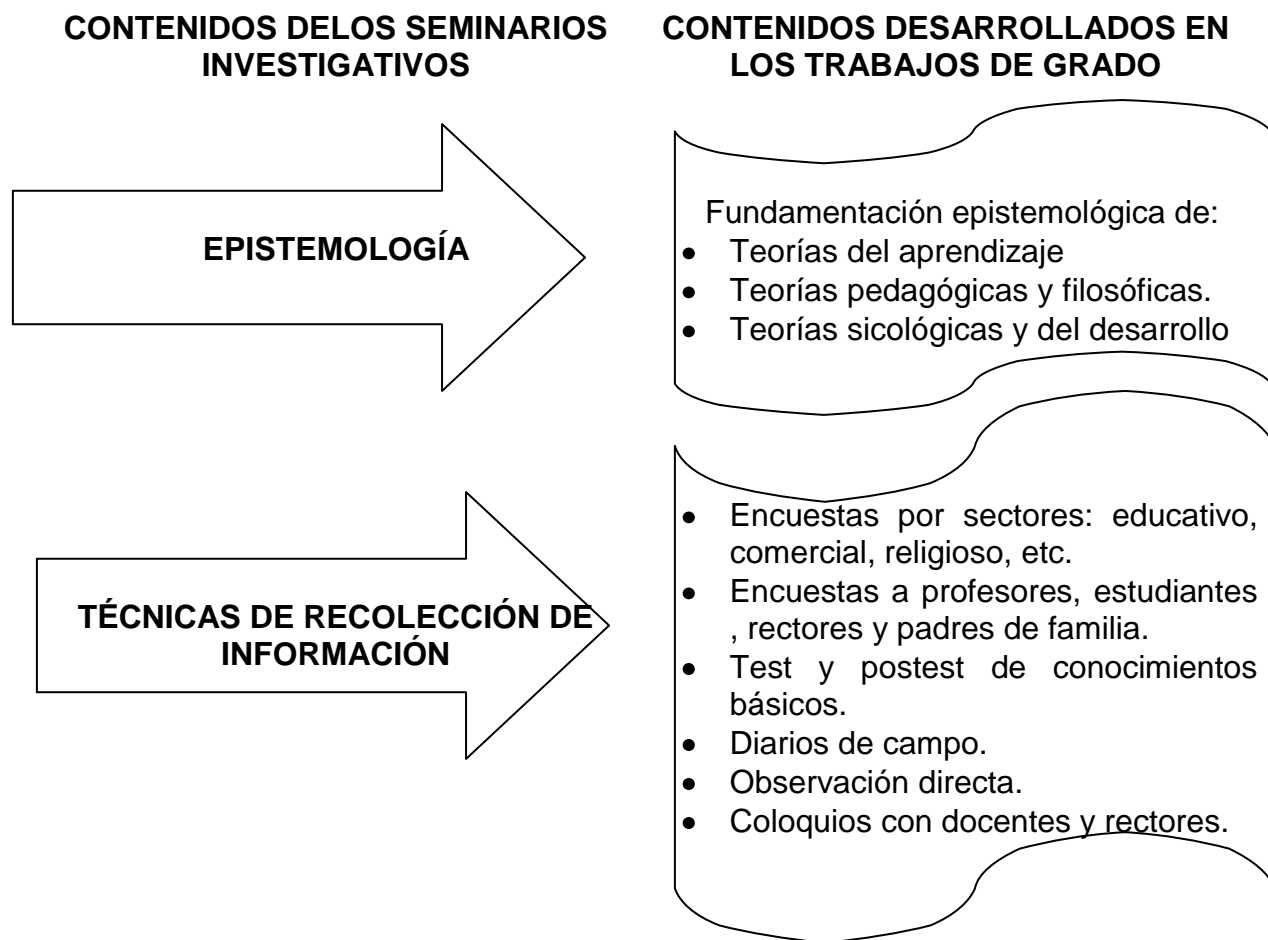 CONTENIDOS DELOS SEMINARIOS
INVESTIGATIVOS
CONTENIDOS DESARROLLADOS EN
LOS TRABAJOS DE GRADO
EPISTEMOLOGÍA
Fundamentación epistemológica de:
• Teorías del aprendizaje
• Teorías pedagógicas y filosóficas.
• Teorías sicológicas y del desarrollo
TÉCNICAS DE RECOLECCIÓN DE
INFORMACIÓN
• Encuestas por sectores: educativo,
comercial, religioso, etc.
• Encuestas a profesores, estudiantes
, rectores y padres de familia.
• Test y postest de conocimientos
básicos.
• Diarios de campo.
• Observación directa.
• Coloquios con docentes y rectores.